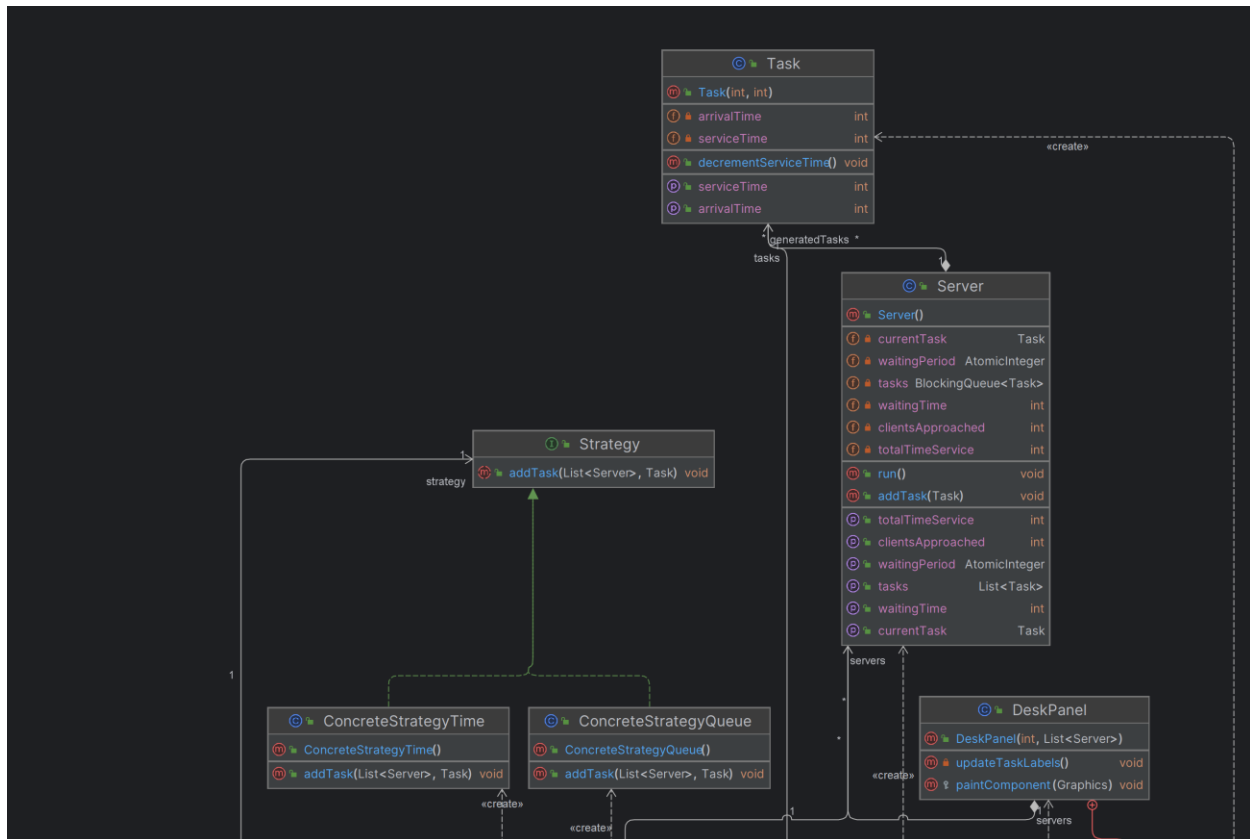 Task
Task(int, int)
arrivalTime int
serviceTime int
decrementServiceTime() void
serviceTime int
arrivalTime int
«create»
* generatedTasks *
tasks
1
Server
Server()
currentTask Task
waitingPeriod AtomicInteger
tasks BlockingQueue<Task>
waitingTime int
clientsApproached int
totalTimeService int
run() void
addTask(Task) void
totalTimeService int
clientsApproached int
waitingPeriod AtomicInteger
tasks List<Task>
waitingTime int
currentTask Task
1
strategy
Strategy
addTask(List<Server>, Task) void
servers
1
*
*
ConcreteStrategyTime
ConcreteStrategyTime()
addTask(List<Server>, Task) void
ConcreteStrategyQueue
ConcreteStrategyQueue()
addTask(List<Server>, Task) void
DeskPanel
DeskPanel(int, List<Server>)
updateTaskLabels() void
paintComponent(Graphics) void
«create»
«create»
«create»
1
1
servers